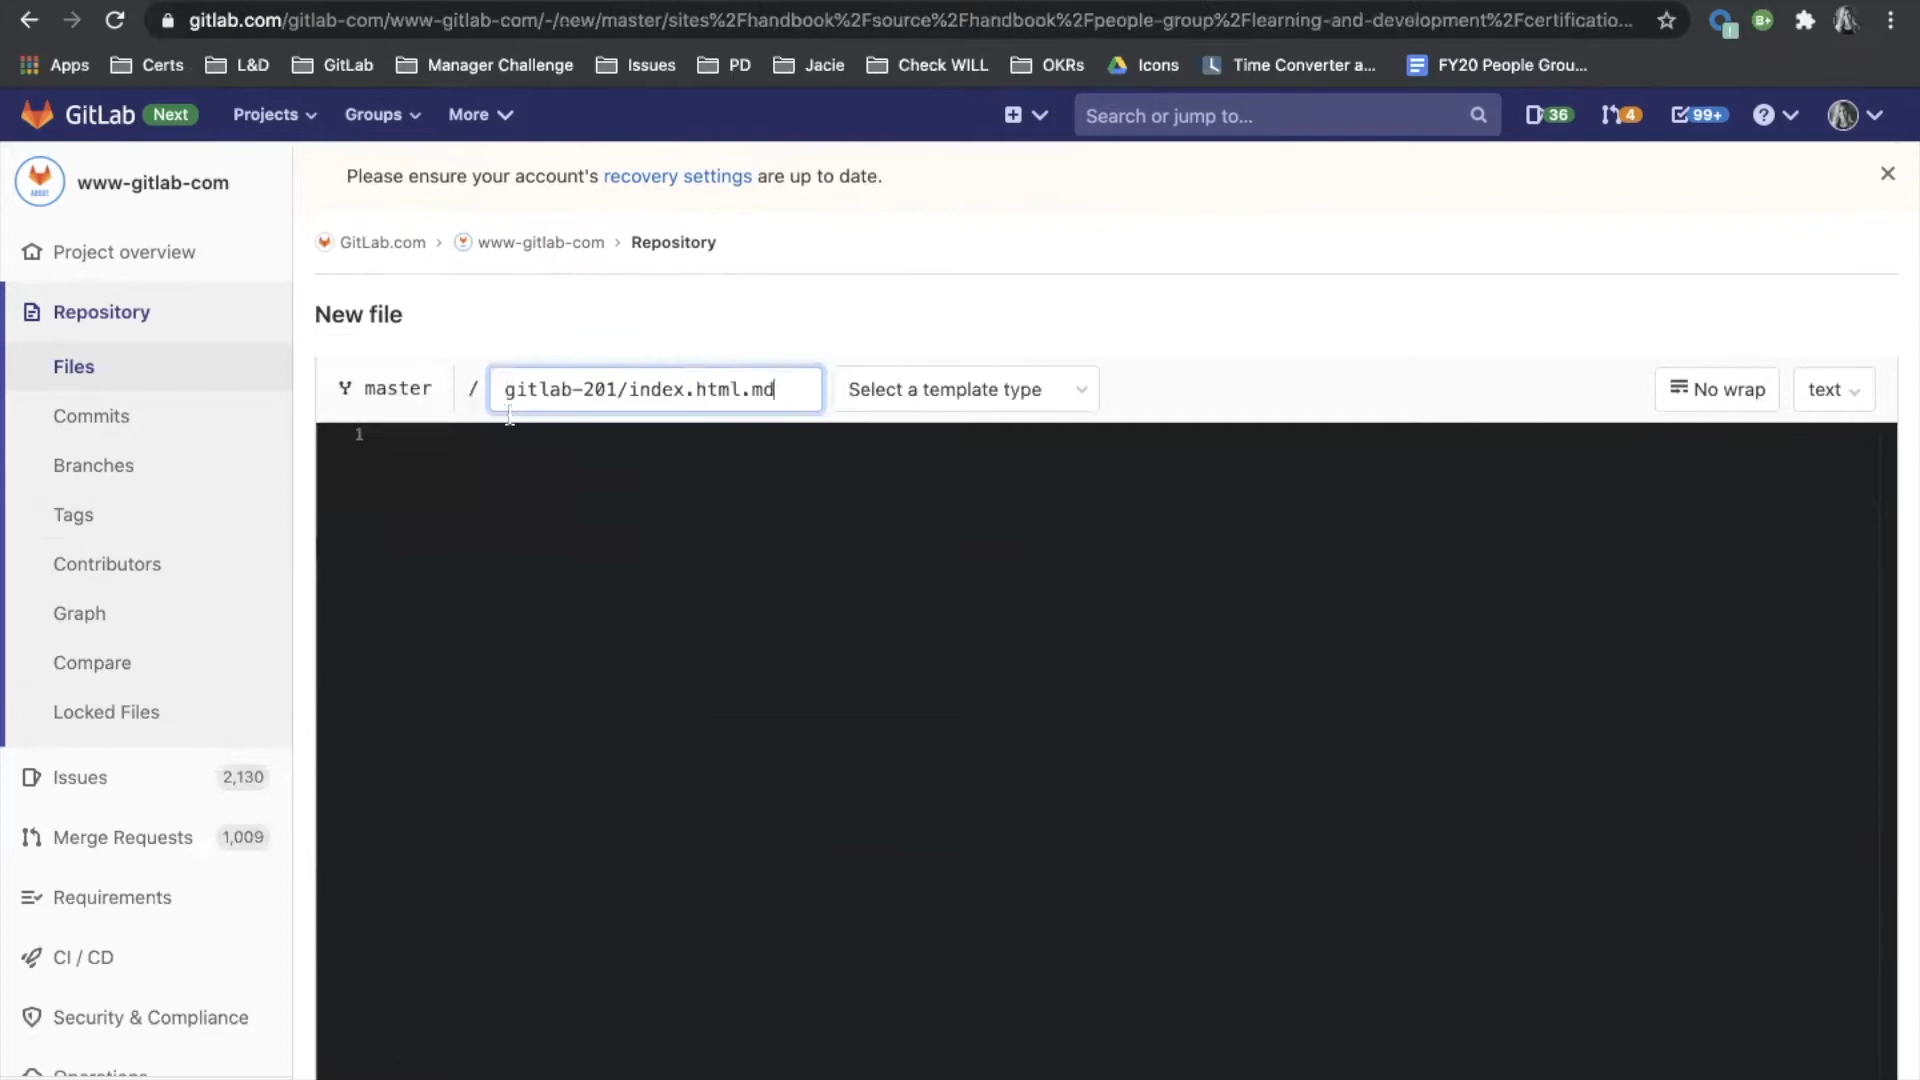 gitlab.com/gitlab-com/www-gitlab-com/-/new/master/sites%2Fhandbook%2Fsource%2Fhandbook%2Fpeople-group%2Flearning-and-development%2Fcertificatio...
Apps Certs L&D GitLab Manager Challenge Issues PD Jacie Check WILL OKRs Icons Time Converter a... FY20 People Grou...
GitLab Next Projects Groups More Search or jump to... 36 4 99+
www-gitlab-com
Please ensure your account's recovery settings are up to date.
Project overview
GitLab.com > www-gitlab-com > Repository
Repository
New file
Files
master / gitlab-201/index.html.md Select a template type No wrap text
1
Commits
Branches
Tags
Contributors
Graph
Compare
Locked Files
Issues 2,130
Merge Requests 1,009
Requirements
CI / CD
Security & Compliance